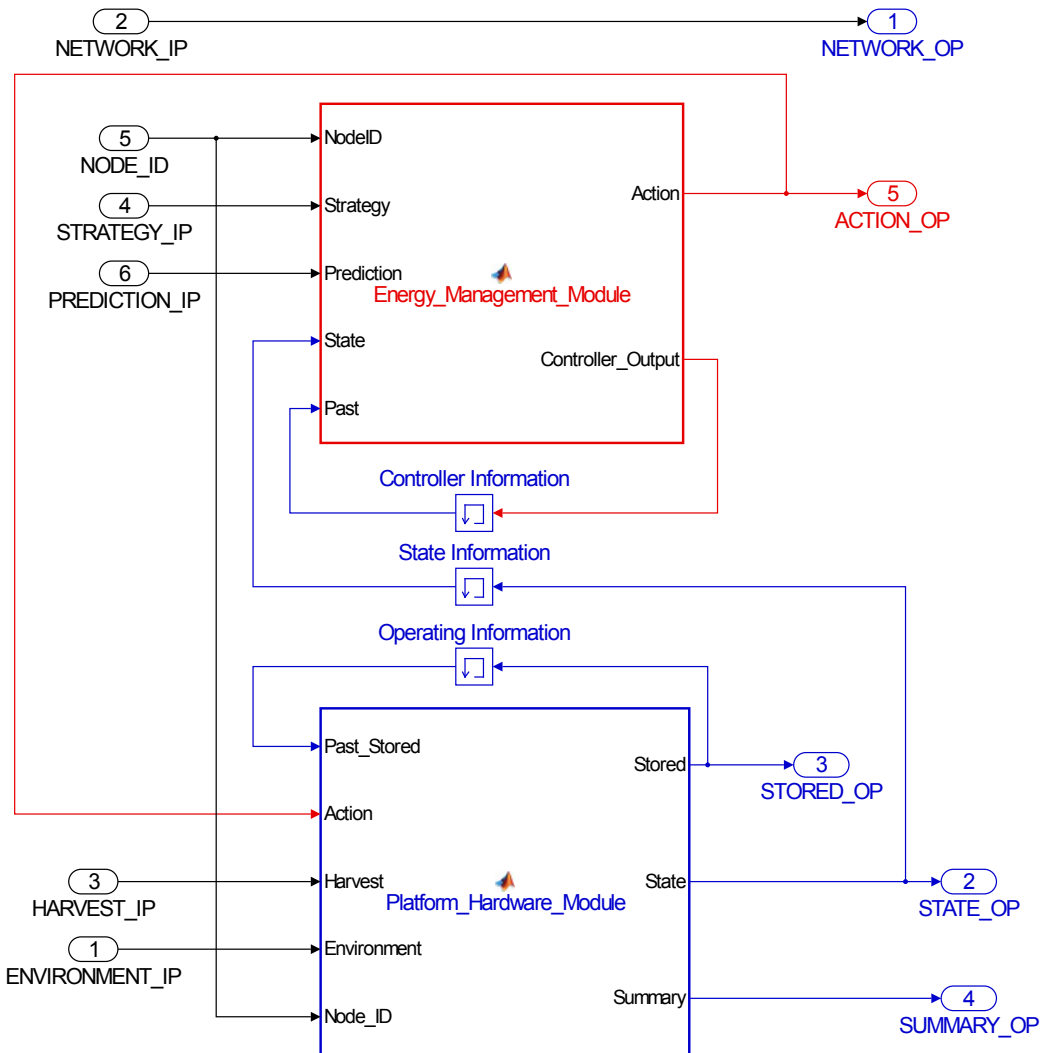 2
NETWORK_IP
1
NETWORK_OP
5
NODE_ID
4
STRATEGY_IP
6
PREDICTION_IP
NodeID
Strategy
Prediction
State
Past
Energy_Management_Module
Action
Controller_Output
5
ACTION_OP
Controller Information
State Information
Operating Information
Past_Stored
Action
Harvest
Environment
Node_ID
Platform_Hardware_Module
Stored
State
Summary
3
HARVEST_IP
1
ENVIRONMENT_IP
3
STORED_OP
2
STATE_OP
4
SUMMARY_OP